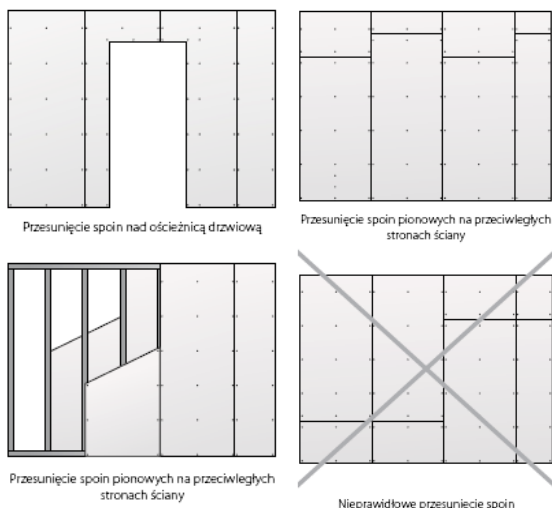 Przesunięcie spoin nad ościeżnicą drzwiową
Przesunięcie spoin pionowych na przeciwległych
stronach ściany
Przesunięcie spoin pionowych na przeciwległych
stronach ściany
Nieprawidłowe przesunięcie spoin